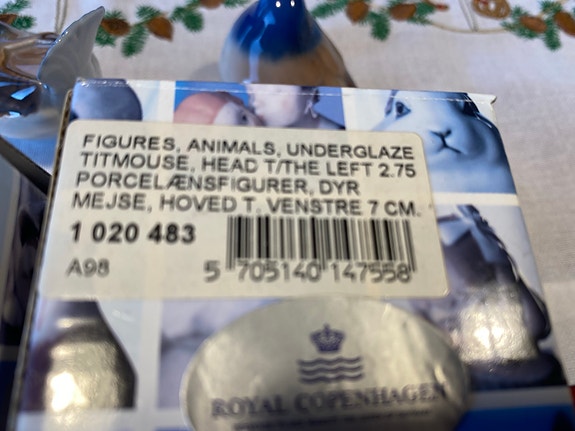 FIGURES, ANIMALS, UNDERGLAZE
TITMOUSE, HEAD T/THE LEFT 2.75
PORCELÆNSFIGURER, DYR
MEJSE, HOVED T. VENSTRE 7 CM.
1 020 483
A98
5 705140 147558
ROYAL COPENHAGEN